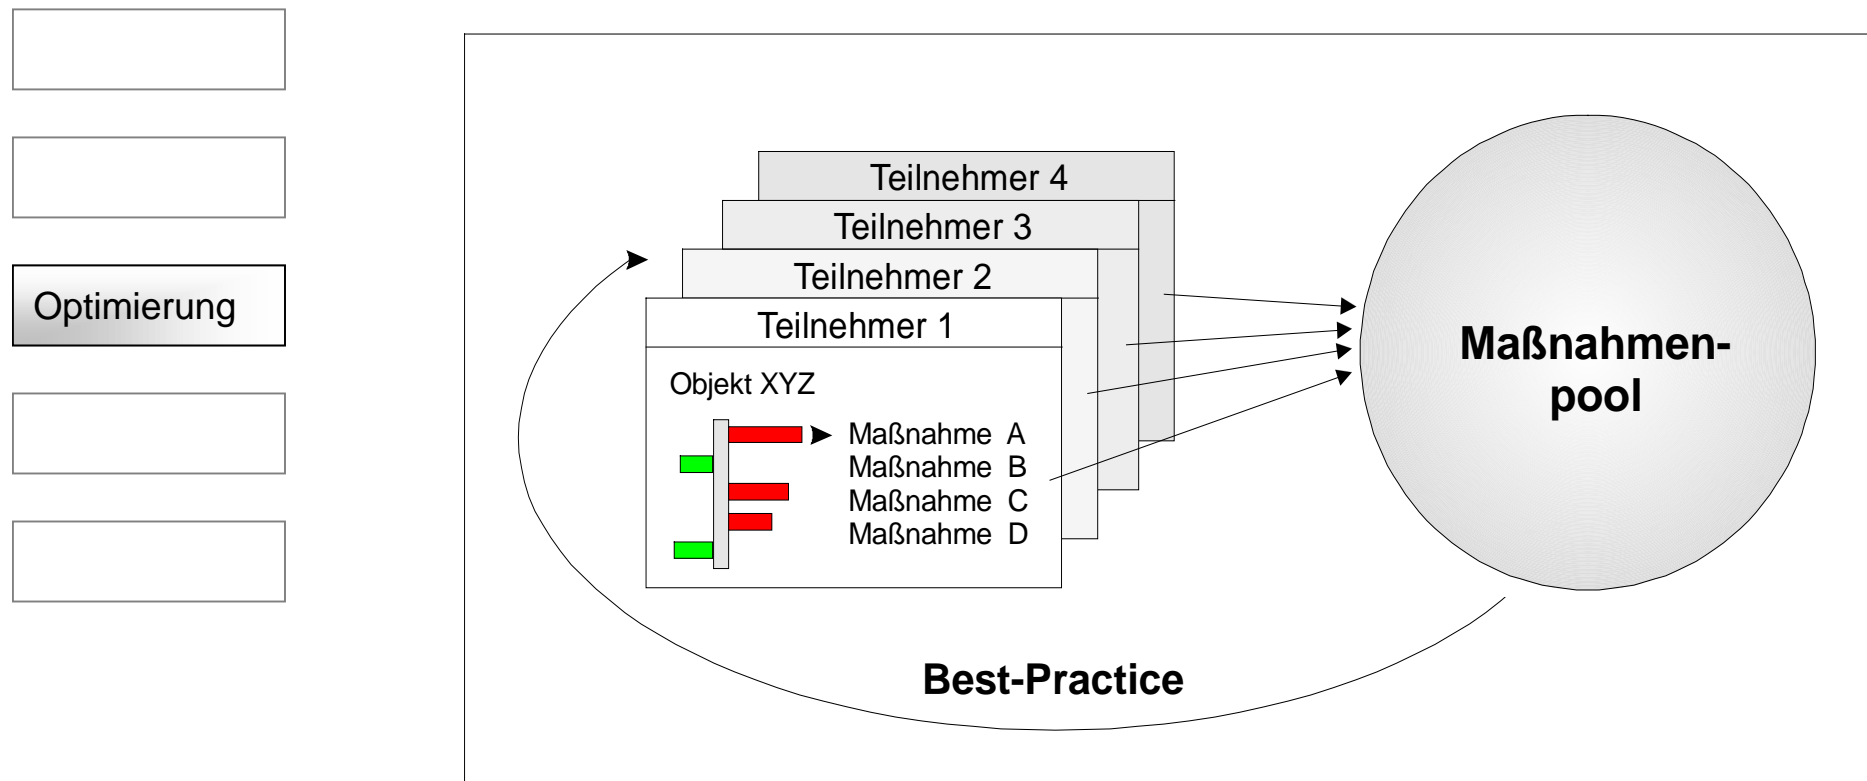 Optimierung
Teilnehmer 4
Teilnehmer 3
Teilnehmer 2
Teilnehmer 1
Objekt XYZ
Maßnahme A
Maßnahme B
Maßnahme C
Maßnahme D
Maßnahmen-
pool
Best-Practice